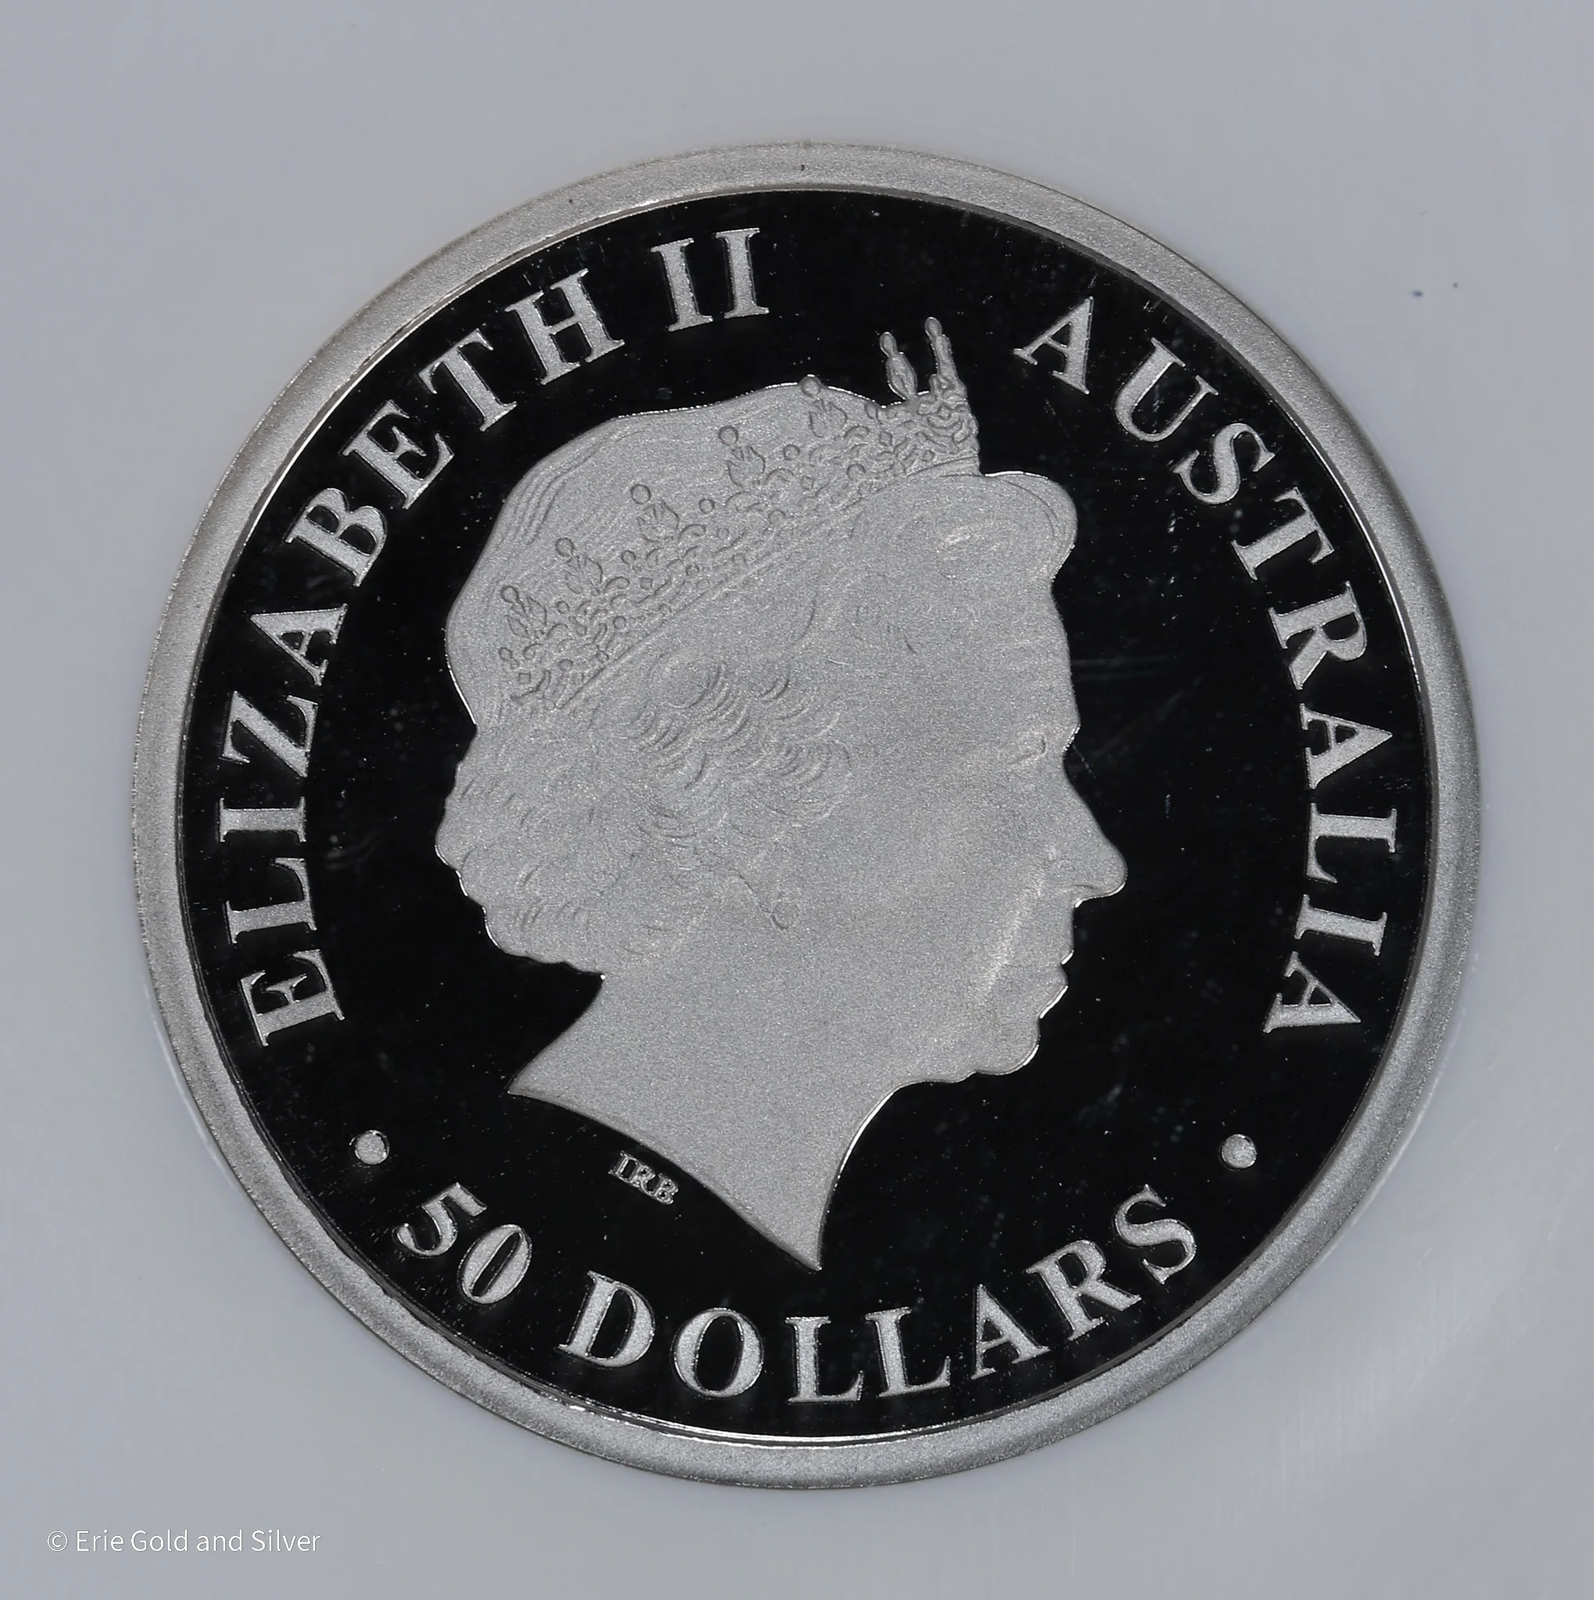 ELIZABETH II
AUSTRALIA
IRB
• 50 DOLLARS •
© Erie Gold and Silver